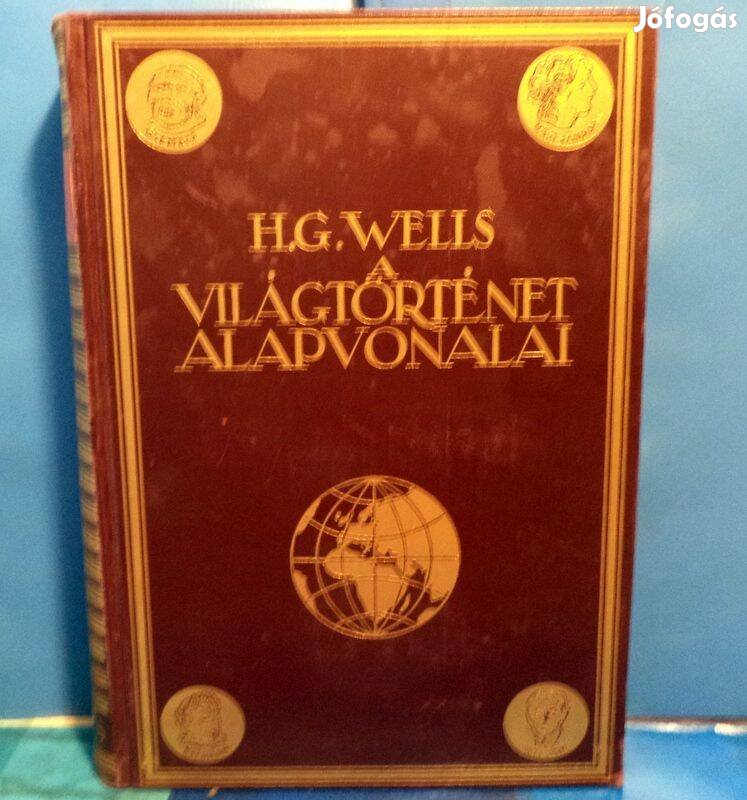 Jófogás
H.G. WELLS
A
VILÁGTÖRTÉNET
ALAPVONALAI